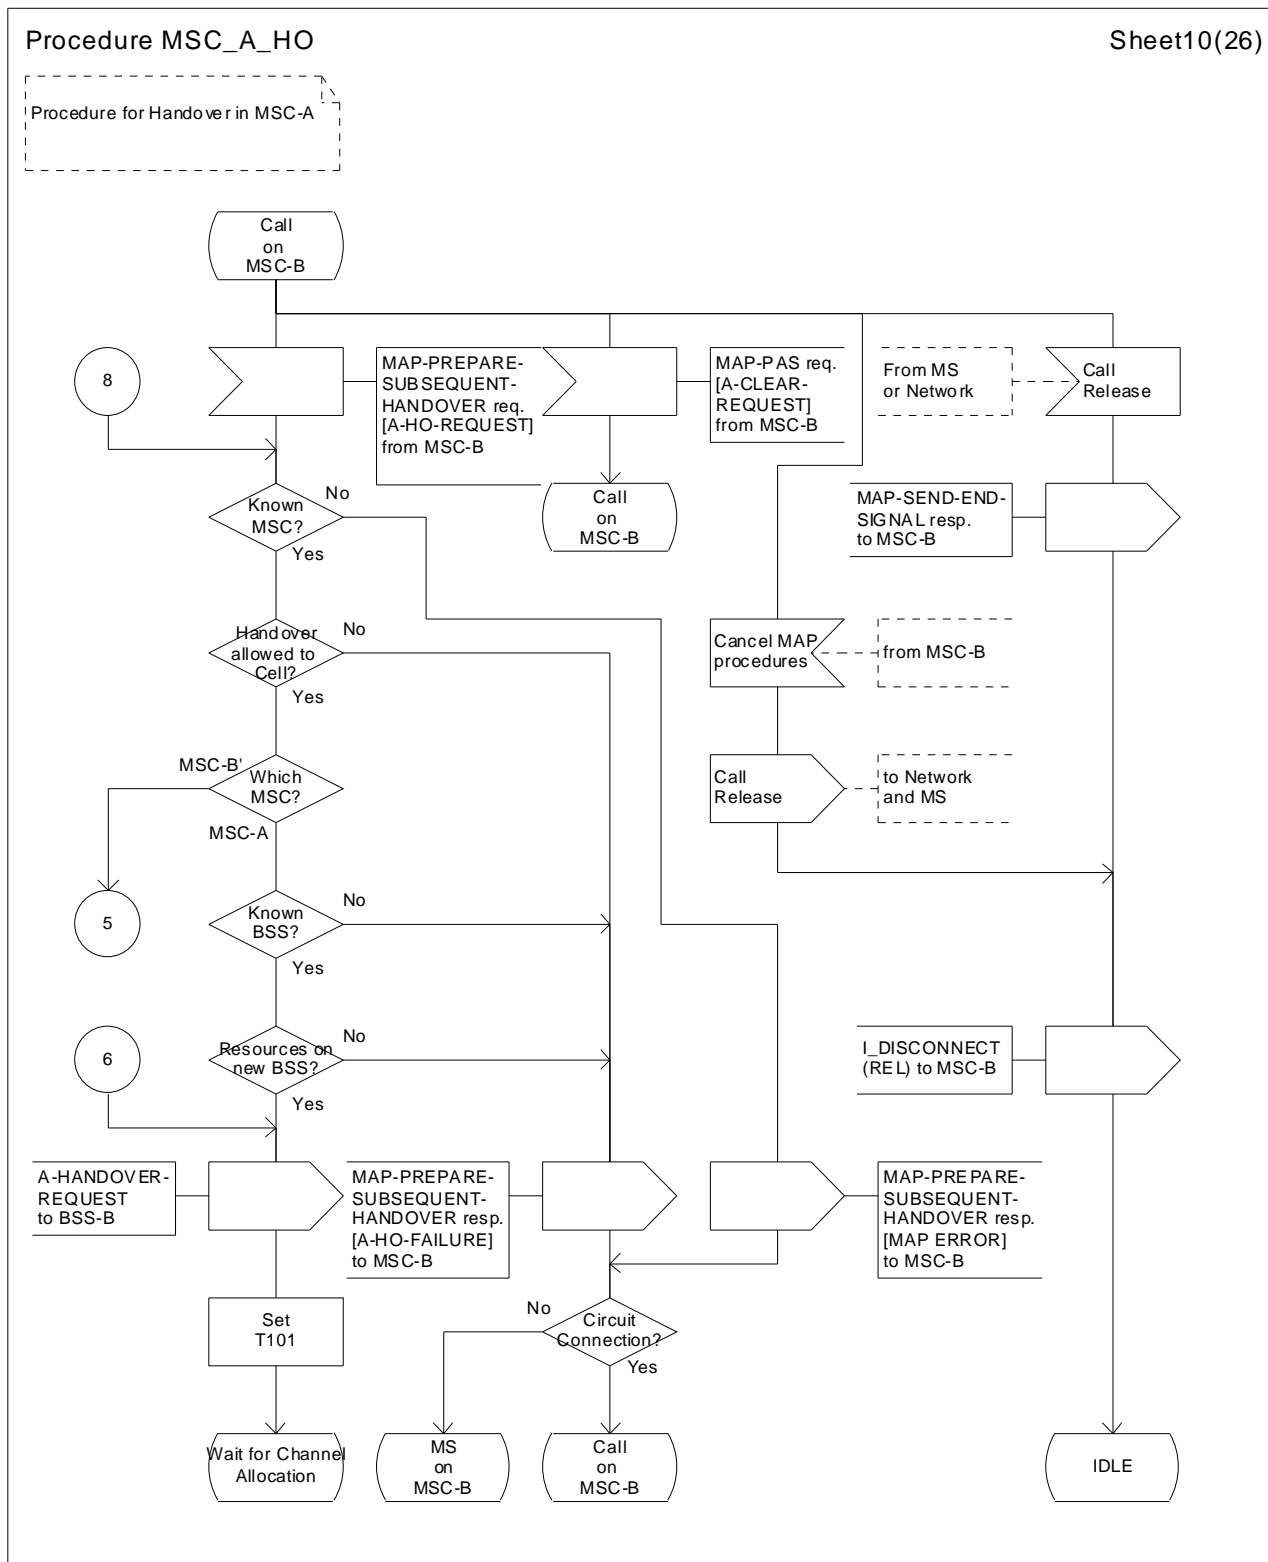 Procedure MSC_A_HO
Sheet10(26)
Procedure for Handover in MSC-A
Call
on
MSC-B
8
MAP-PREPARE-
SUBSEQUENT-
HANDOVER req.
[A-HO-REQUEST]
from MSC-B
MAP-PAS req.
[A-CLEAR-
REQUEST]
from MSC-B
From MS
or Network
Call
Release
Known
MSC?
No
Yes
Call
on
MSC-B
MAP-SEND-END-
SIGNAL resp.
to MSC-B
Handover
allowed to
Cell?
No
Yes
Cancel MAP
procedures
from MSC-B
MSC-B'
Which
MSC?
MSC-A
Call
Release
to Network
and MS
5
Known
BSS?
No
Yes
6
Resources on
new BSS?
No
Yes
I_DISCONNECT
(REL) to MSC-B
A-HANDOVER-
REQUEST
to BSS-B
MAP-PREPARE-
SUBSEQUENT-
HANDOVER resp.
[A-HO-FAILURE]
to MSC-B
MAP-PREPARE-
SUBSEQUENT-
HANDOVER resp.
[MAP ERROR]
to MSC-B
Set
T101
No
Circuit
Connection?
Yes
Wait for Channel
Allocation
MS
on
MSC-B
Call
on
MSC-B
IDLE